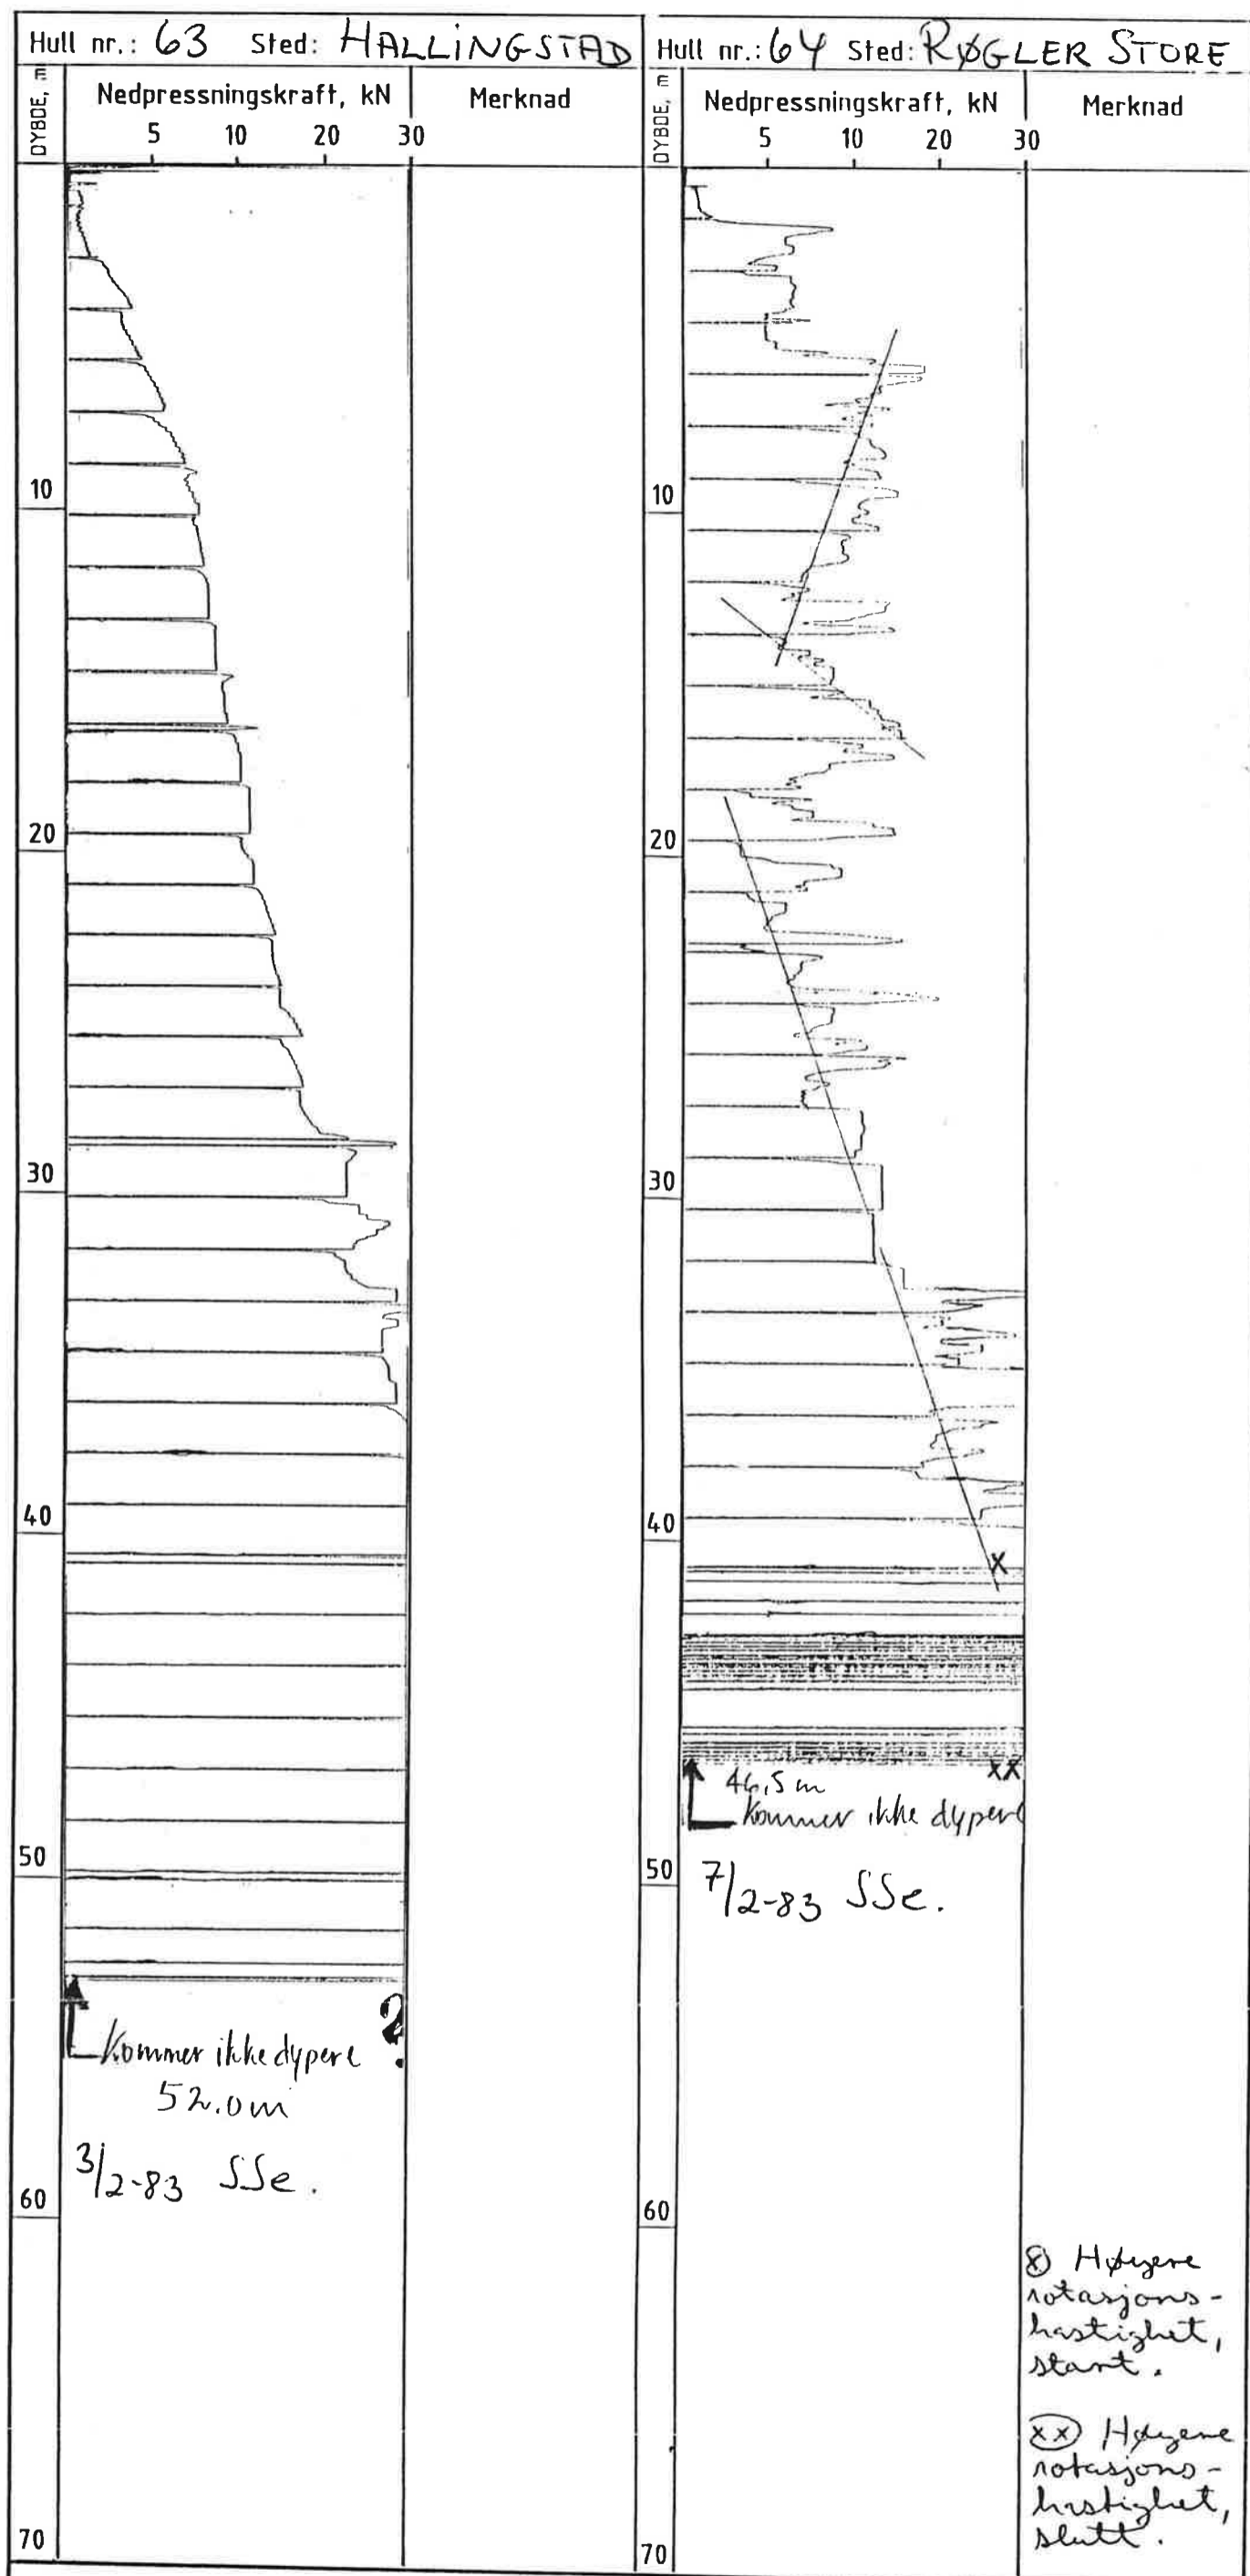 Hull nr.: 63 Sted: HALLINGSTAD
DYBDE, m
Nedpressningskraft, kN
Merknad
5 10 20 30
10
20
30
40
50
Kommer ikke dypere ?
52.0m
3/2-83 SSe.
60
70
Hull nr.: 64 Sted: RØGLER STORE
DYBDE, m
Nedpressningskraft, kN
Merknad
5 10 20 30
10
20
30
40
X
XX
46,5 m
Kommer ikke dypere
50
7/2-83 SSe.
60
70
(x) Høyere
rotasjons-
hastighet,
start.
(xx) Høyere
rotasjons-
hastighet,
slutt.